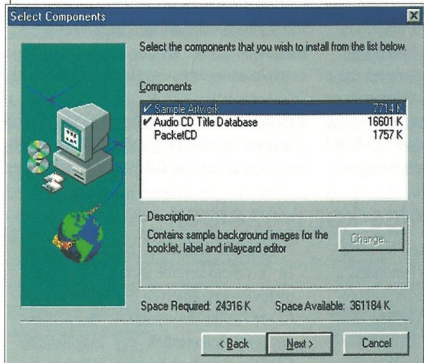 Select Components
Select the components that you wish to install from the list below.
Components
✔ Sample Artwork 7714 K
✔ Audio CD Title Database 16601 K
PacketCD 1757 K
Description
Contains sample background images for the
booklet, label and inlaycard editor
Change...
Space Required: 24316 K Space Available: 361184 K
< Back Next > Cancel